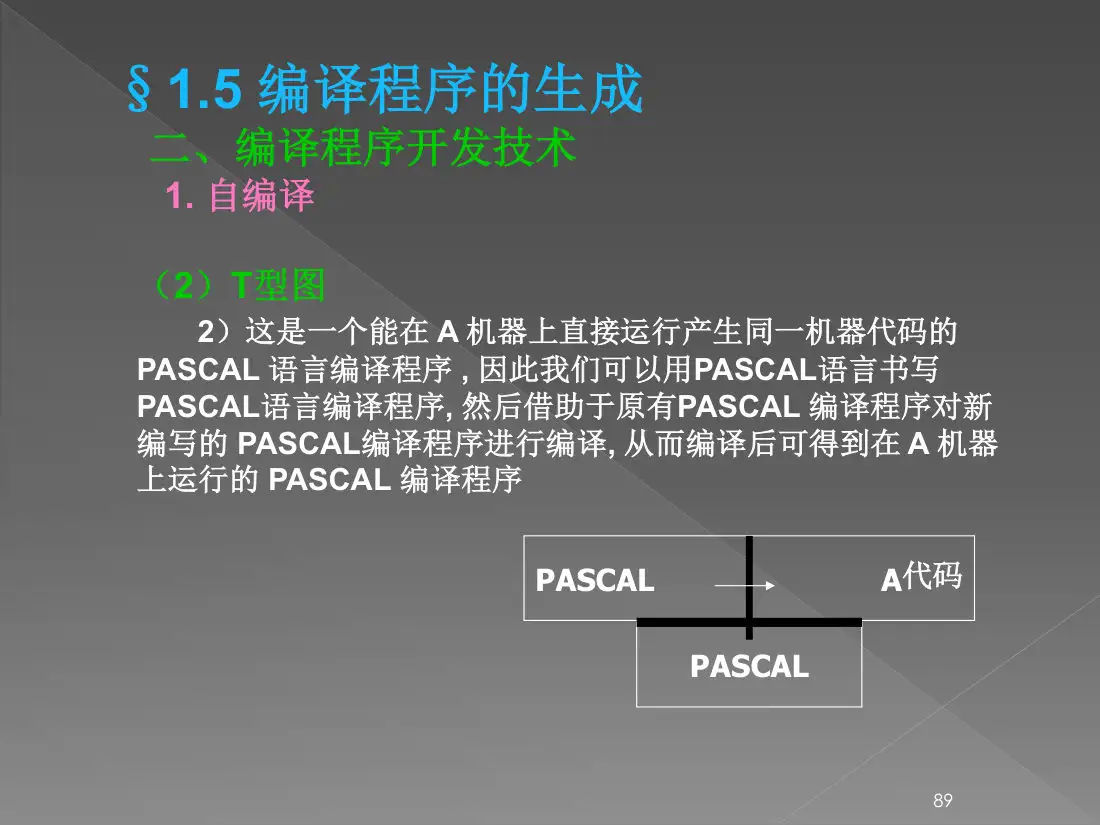 §1.5 编译程序的生成
二、编译程序开发技术
1. 自编译
（2）T型图
2）这是一个能在 A 机器上直接运行产生同一机器代码的
PASCAL 语言编译程序 , 因此我们可以用PASCAL语言书写
PASCAL语言编译程序, 然后借助于原有PASCAL 编译程序对新
编写的 PASCAL编译程序进行编译, 从而编译后可得到在 A 机器
上运行的 PASCAL 编译程序
PASCAL A代码
PASCAL
89